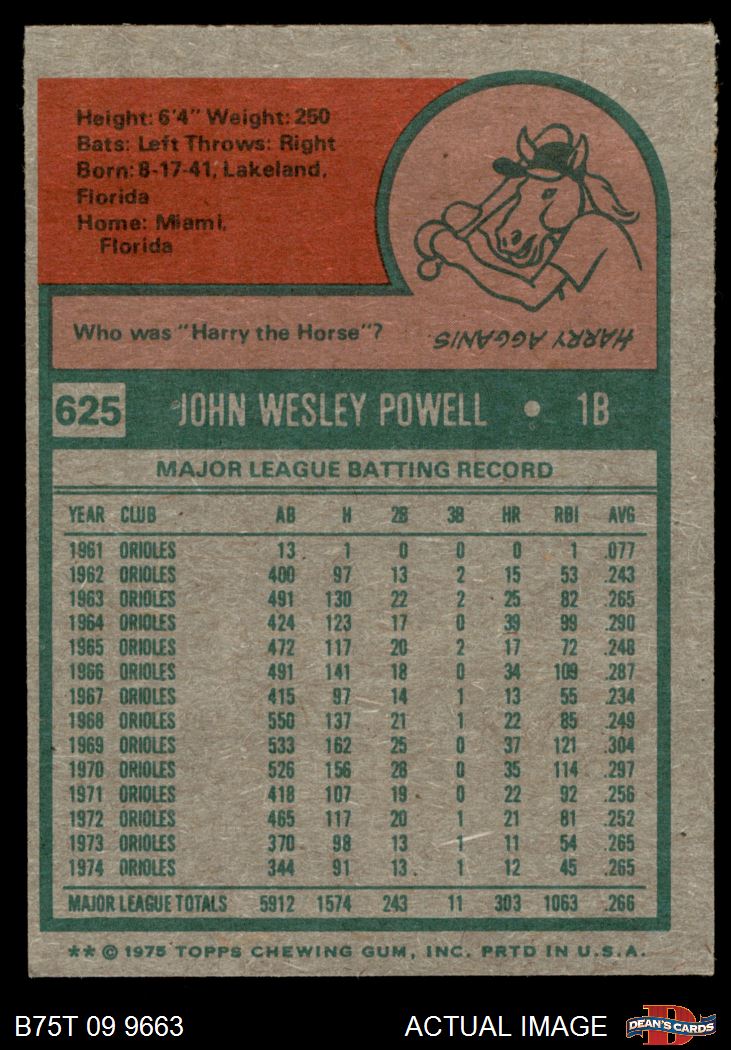 Height: 6'4" Weight: 250
Bats: Left Throws: Right
Born: 8-17-41, Lakeland,
Florida
Home: Miami,
Florida
Who was "Harry the Horse"?
HARRY AGGANIS.
625 JOHN WESLEY POWELL • 1B
MAJOR LEAGUE BATTING RECORD
YEAR CLUB AB H 2B 3B HR RBI AVG
1961 ORIOLES 13 1 0 0 0 1 .077
1962 ORIOLES 400 97 13 2 15 53 .243
1963 ORIOLES 491 130 22 2 25 82 .265
1964 ORIOLES 424 123 17 0 39 99 .290
1965 ORIOLES 472 117 20 2 17 72 .248
1966 ORIOLES 491 141 18 0 34 109 .287
1967 ORIOLES 415 97 14 1 13 55 .234
1968 ORIOLES 550 137 21 1 22 85 .249
1969 ORIOLES 533 162 25 0 37 121 .304
1970 ORIOLES 526 156 28 0 35 114 .297
1971 ORIOLES 418 107 19 0 22 92 .256
1972 ORIOLES 465 117 20 1 21 81 .252
1973 ORIOLES 370 98 13 1 11 54 .265
1974 ORIOLES 344 91 13 1 12 45 .265
MAJOR LEAGUE TOTALS 5912 1574 243 11 303 1063 .266
** © 1975 TOPPS CHEWING GUM, INC. PRTD IN U.S.A.
B75T 09 9663 ACTUAL IMAGE DEAN'S CARDS